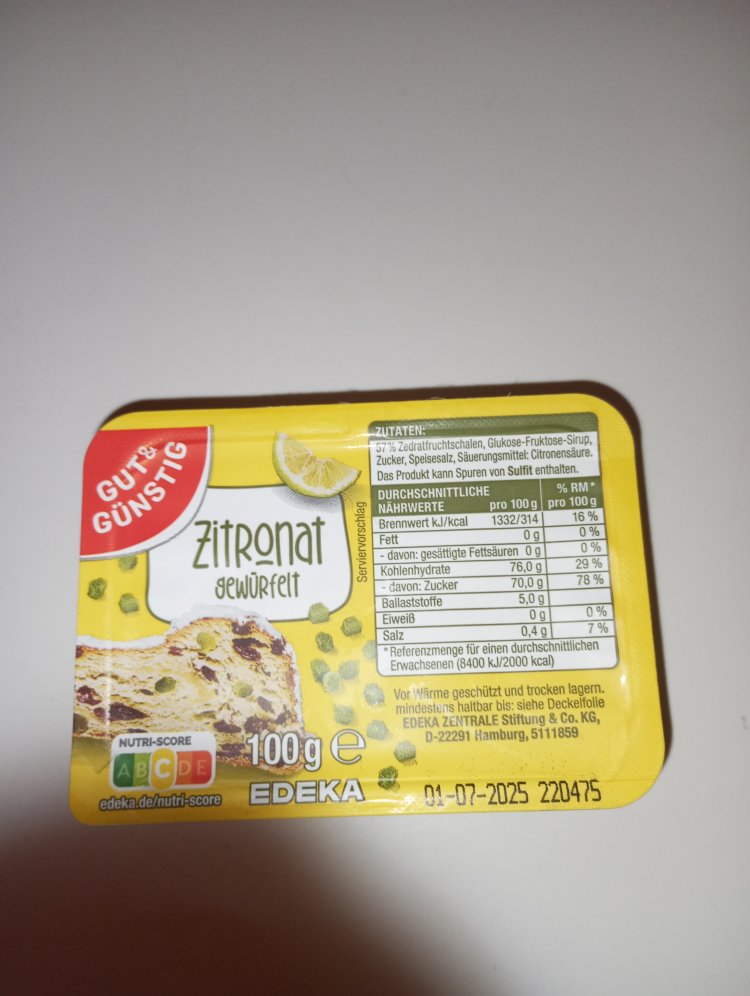 GUT&
GÜNSTIG
Zitronat
gewürfelt
Serviervorschlag
NUTRI-SCORE
A B C D E
edeka.de/nutri-score
100 g e
EDEKA
ZUTATEN:
57 % Zedratfruchtschalen, Glukose-Fruktose-Sirup,
Zucker, Speisesalz, Säuerungsmittel: Citronensäure.
Das Produkt kann Spuren von Sulfit enthalten.
DURCHSCHNITTLICHE NÄHRWERTE pro 100 g % RM* pro 100 g
Brennwert kJ/kcal 1332/314 16 %
Fett 0 g 0 %
- davon: gesättigte Fettsäuren 0 g 0 %
Kohlenhydrate 76,0 g 29 %
- davon: Zucker 70,0 g 78 %
Ballaststoffe 5,0 g
Eiweiß 0 g 0 %
Salz 0,4 g 7 %
*Referenzmenge für einen durchschnittlichen
Erwachsenen (8400 kJ/2000 kcal)
Vor Wärme geschützt und trocken lagern.
mindestens haltbar bis: siehe Deckelfolie
EDEKA ZENTRALE Stiftung & Co. KG,
D-22291 Hamburg, 5111859
01-07-2025 220475